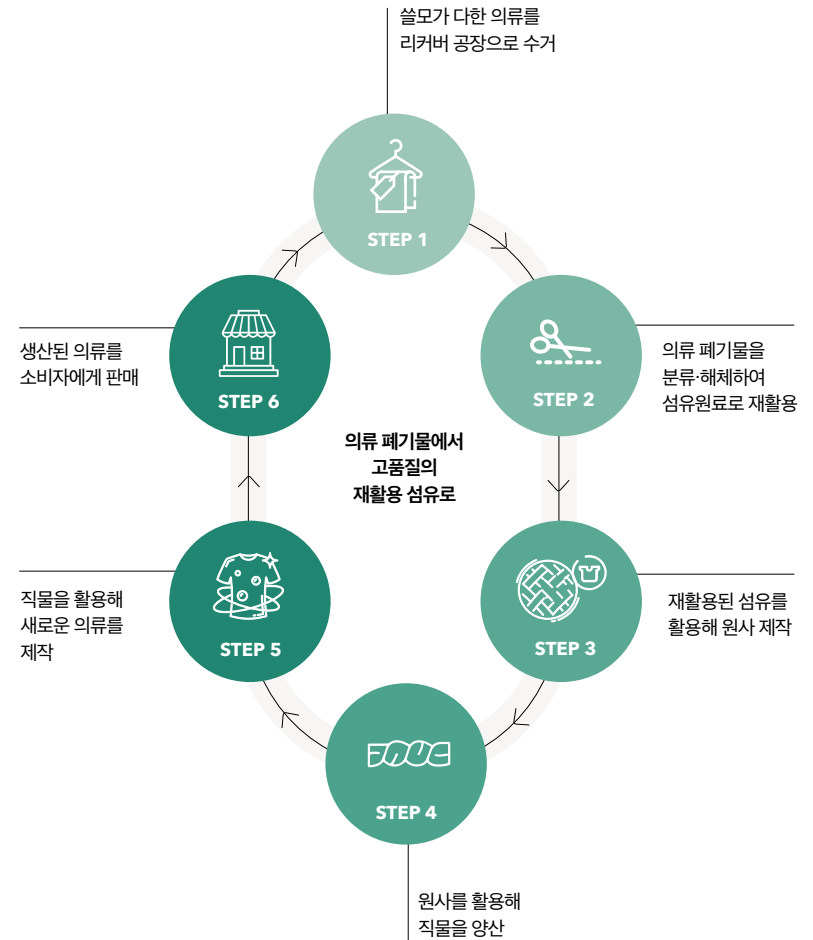 쓸모가 다한 의류를
리커버 공장으로 수거
STEP 1
의류 폐기물을
분류·해체하여
섬유원료로 재활용
STEP 2
재활용된 섬유를
활용해 원사 제작
STEP 3
원사를 활용해
직물을 양산
STEP 4
직물을 활용해
새로운 의류를
제작
STEP 5
생산된 의류를
소비자에게 판매
STEP 6
의류 폐기물에서
고품질의
재활용 섬유로